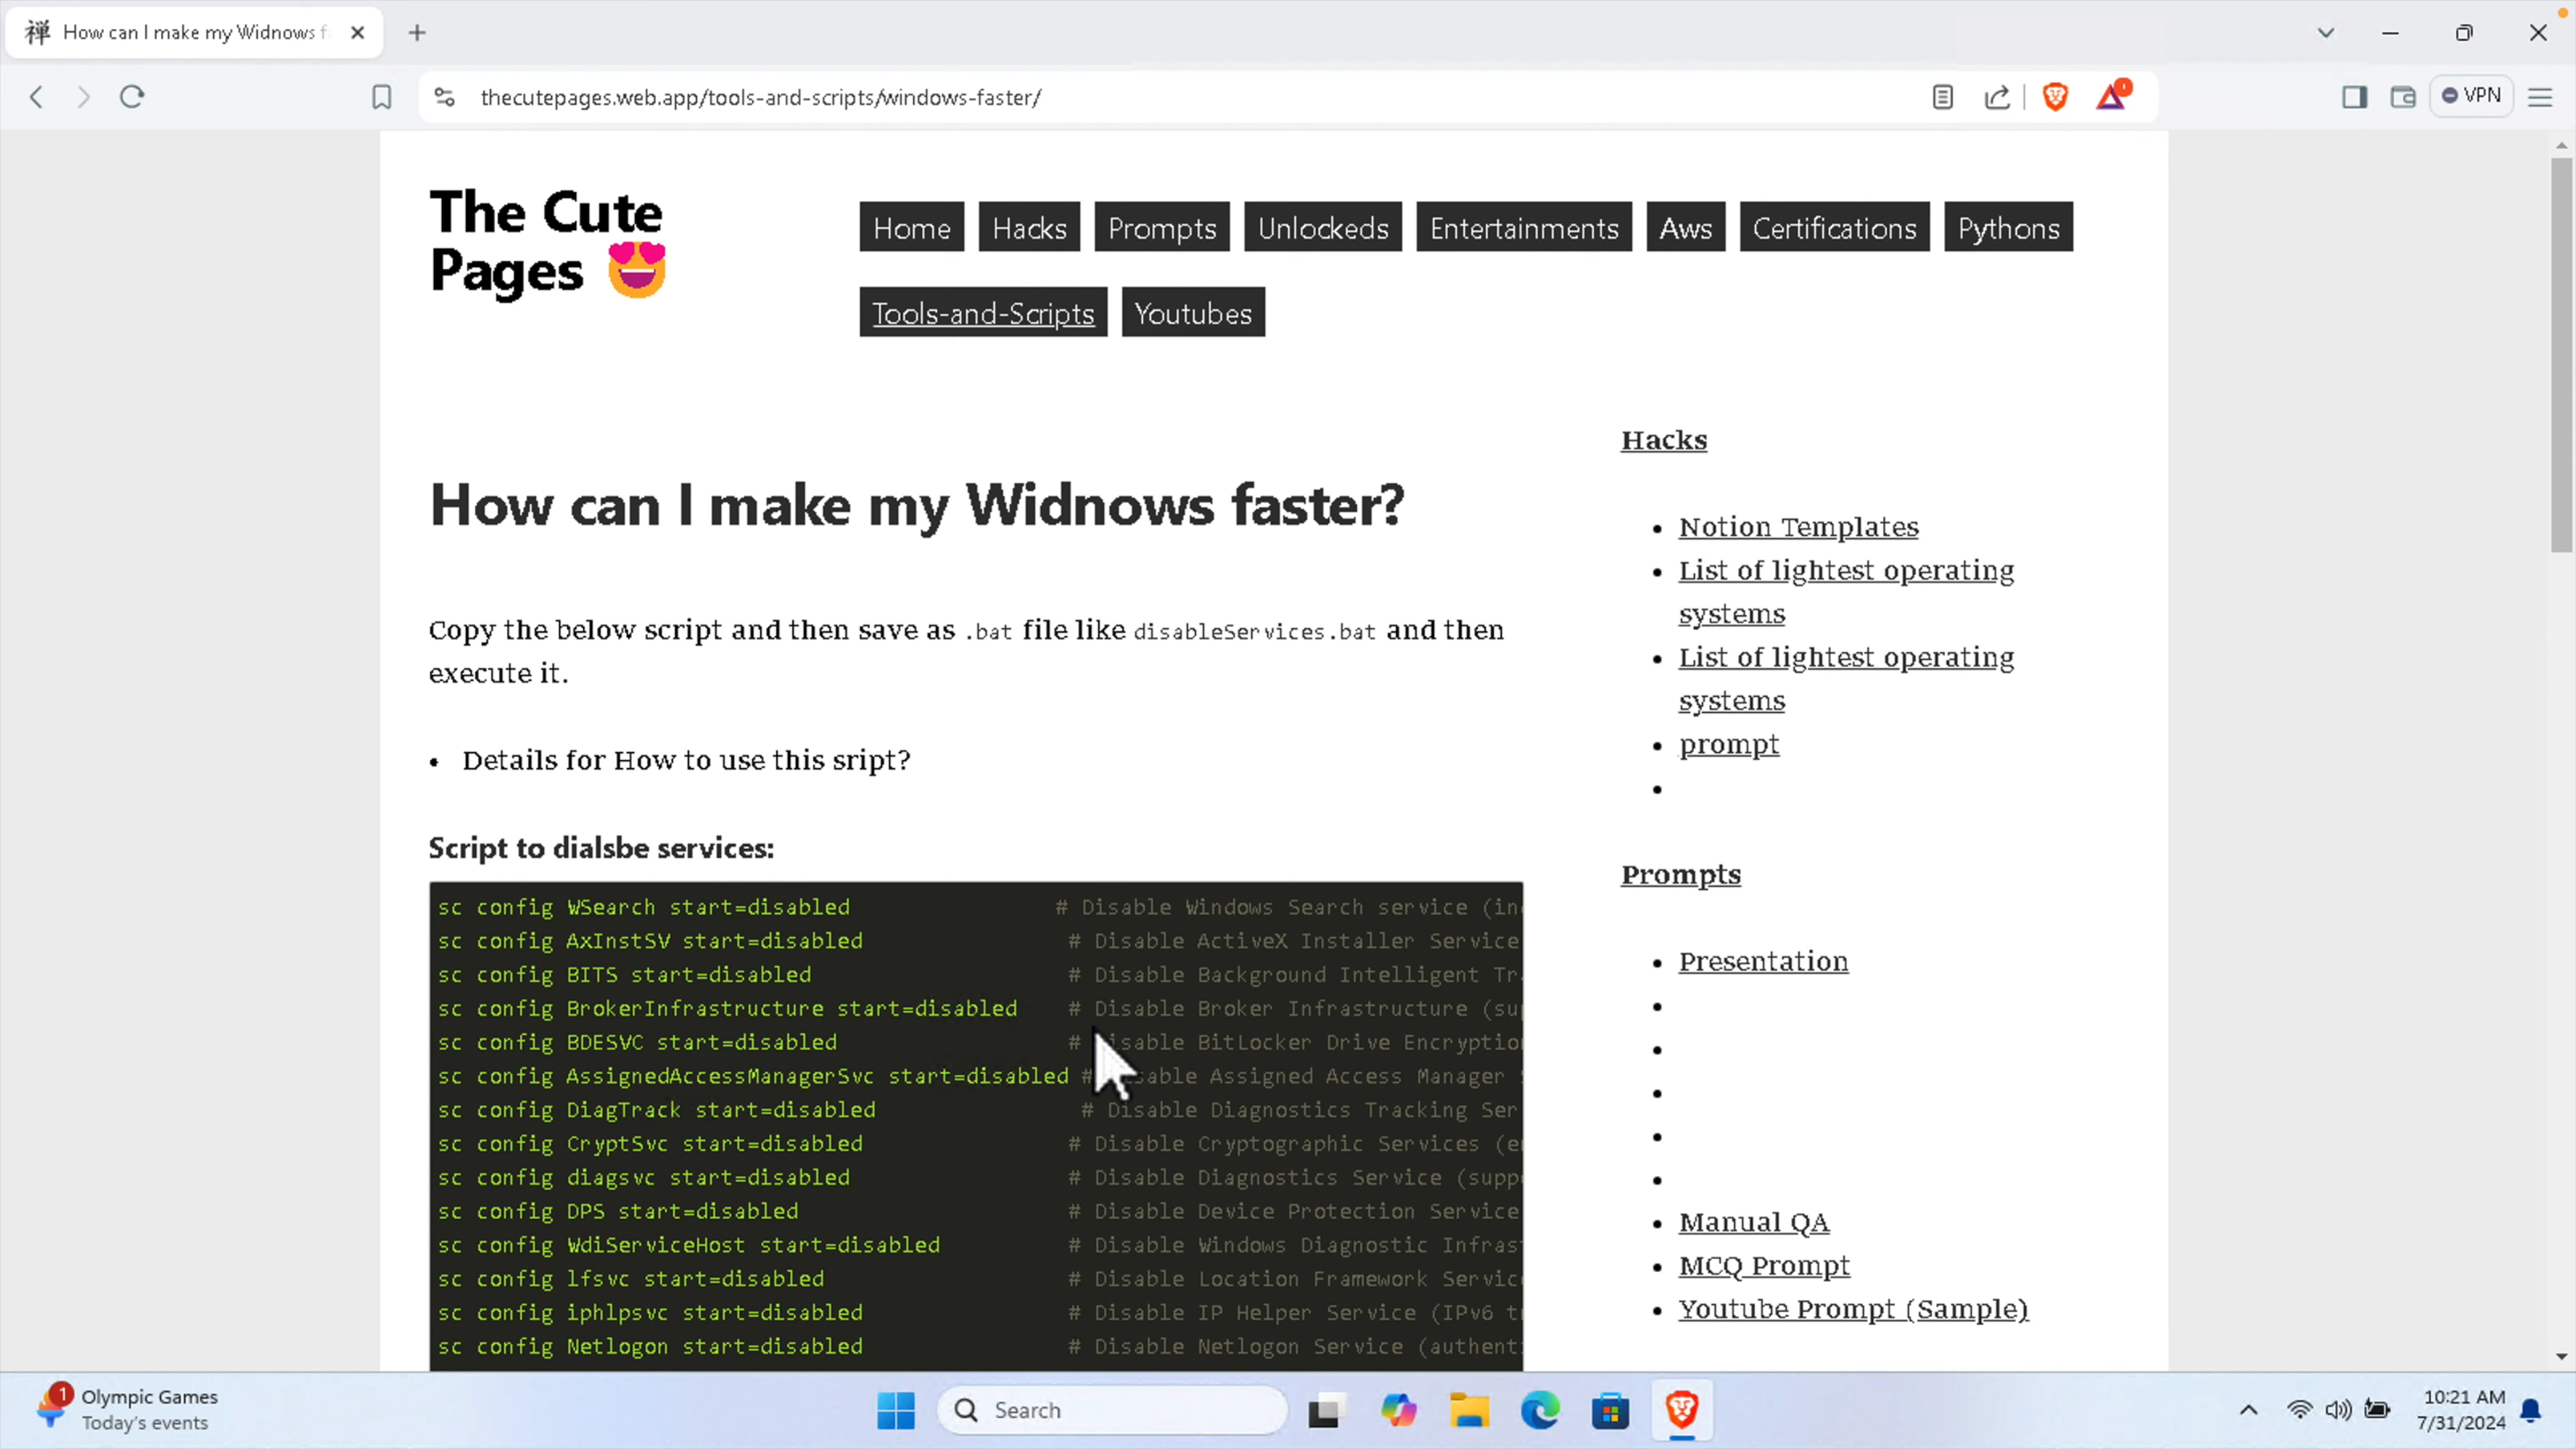 禅 How can I make my Widnows f
thecutepages.web.app/tools-and-scripts/windows-faster/
VPN
The Cute
Pages
Home Hacks Prompts Unlockeds Entertainments Aws Certifications Pythons
Tools-and-Scripts Youtubes
How can I make my Widnows faster?
Copy the below script and then save as .bat file like disableServices.bat and then
execute it.
• Details for How to use this sript?
Script to dialsbe services:
sc config WSearch start=disabled # Disable Windows Search service (in
sc config AxInstSV start=disabled # Disable ActiveX Installer Service
sc config BITS start=disabled # Disable Background Intelligent Tr
sc config BrokerInfrastructure start=disabled # Disable Broker Infrastructure (su
sc config BDESVC start=disabled # Disable BitLocker Drive Encryptio
sc config AssignedAccessManagerSvc start=disabled # Disable Assigned Access Manager
sc config DiagTrack start=disabled # Disable Diagnostics Tracking Ser
sc config CryptSvc start=disabled # Disable Cryptographic Services (e
sc config diagsvc start=disabled # Disable Diagnostics Service (supp
sc config DPS start=disabled # Disable Device Protection Service
sc config WdiServiceHost start=disabled # Disable Windows Diagnostic Infras
sc config lfsvc start=disabled # Disable Location Framework Servic
sc config iphlpsvc start=disabled # Disable IP Helper Service (IPv6 t
sc config Netlogon start=disabled # Disable Netlogon Service (authent
Hacks
• Notion Templates
• List of lightest operating
systems
• List of lightest operating
systems
• prompt
Prompts
• Presentation
• Manual QA
• MCQ Prompt
• Youtube Prompt (Sample)
1
Olympic Games
Today's events
Search
10:21 AM
7/31/2024